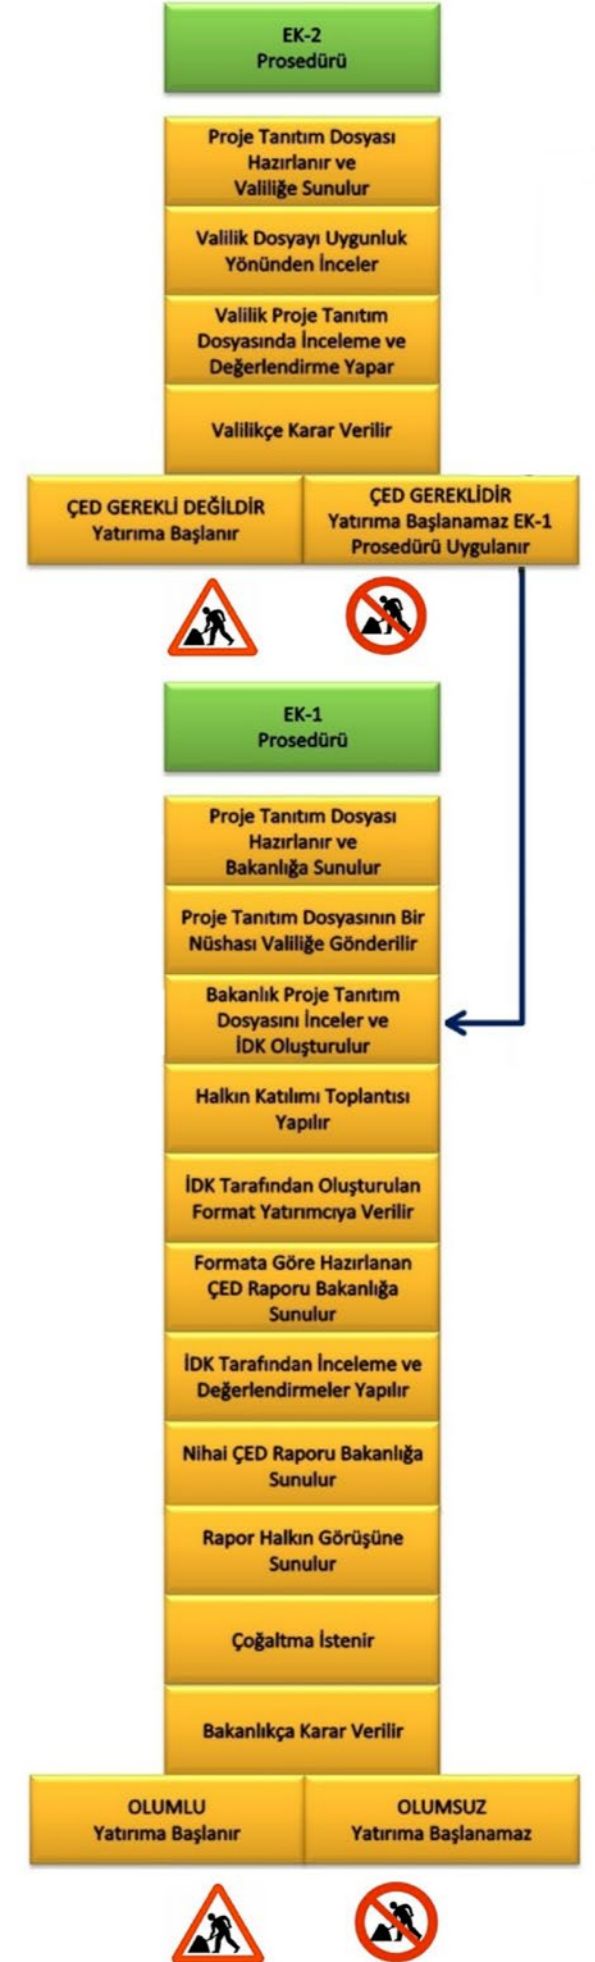 EK-2
Prosedürü
Proje Tanıtım Dosyası
Hazırlanır ve
Valiliğe Sunulur
Valilik Dosyayı Uygunluk
Yönünden İnceler
Valilik Proje Tanıtım
Dosyasında İnceleme ve
Değerlendirme Yapar
Valilikçe Karar Verilir
ÇED GEREKLİ DEĞİLDİR
Yatırıma Başlanır
ÇED GEREKLİDİR
Yatırıma Başlanamaz EK-1
Prosedürü Uygulanır
EK-1
Prosedürü
Proje Tanıtım Dosyası
Hazırlanır ve
Bakanlığa Sunulur
Proje Tanıtım Dosyasının Bir
Nüshası Valiliğe Gönderilir
Bakanlık Proje Tanıtım
Dosyasını İnceler ve
İDK Oluşturulur
Halkın Katılımı Toplantısı
Yapılır
İDK Tarafından Oluşturulan
Format Yatırımcıya Verilir
Formata Göre Hazırlanan
ÇED Raporu Bakanlığa
Sunulur
İDK Tarafından İnceleme ve
Değerlendirmeler Yapılır
Nihai ÇED Raporu Bakanlığa
Sunulur
Rapor Halkın Görüşüne
Sunulur
Çoğaltma İstenir
Bakanlıkça Karar Verilir
OLUMLU
Yatırıma Başlanır
OLUMSUZ
Yatırıma Başlanamaz